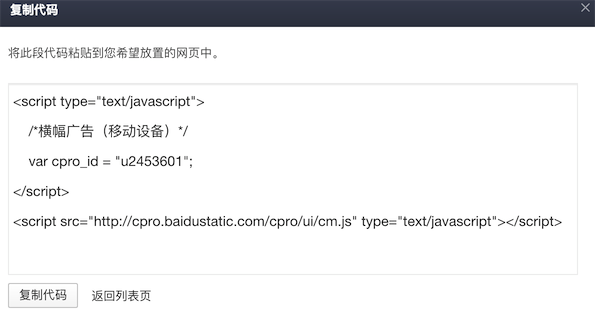 复制代码
将此段代码粘贴到您希望放置的网页中。
<script type="text/javascript">
/*横幅广告（移动设备）*/
var cpro_id = "u2453601";
</script>
<script src="http://cpro.baidustatic.com/cpro/ui/cm.js" type="text/javascript"></script>
复制代码 返回列表页